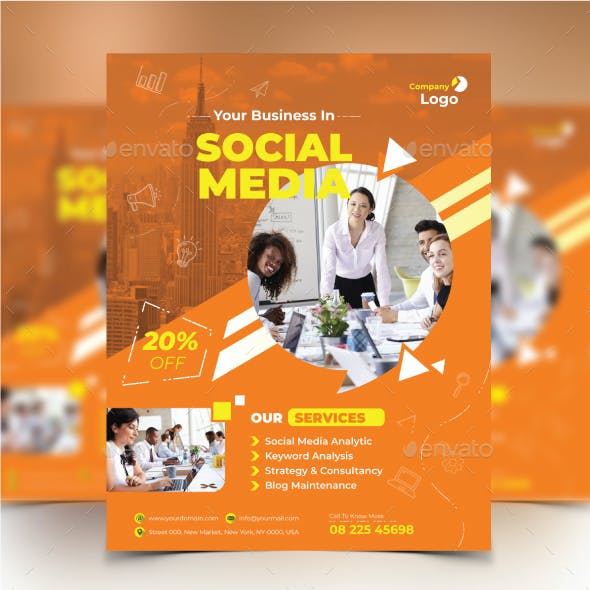 Company
Logo
Your Business In
SOCIAL
MEDIA
20%
OFF
OUR SERVICES
Social Media Analytic
Keyword Analysis
Strategy & Consultancy
Blog Maintenance
www.yourdomain.com
info@yourmail.com
Street 000, New Market, New York, NY-0000, USA
Call To Know More
08 225 45698
envato
envato
envato
envato